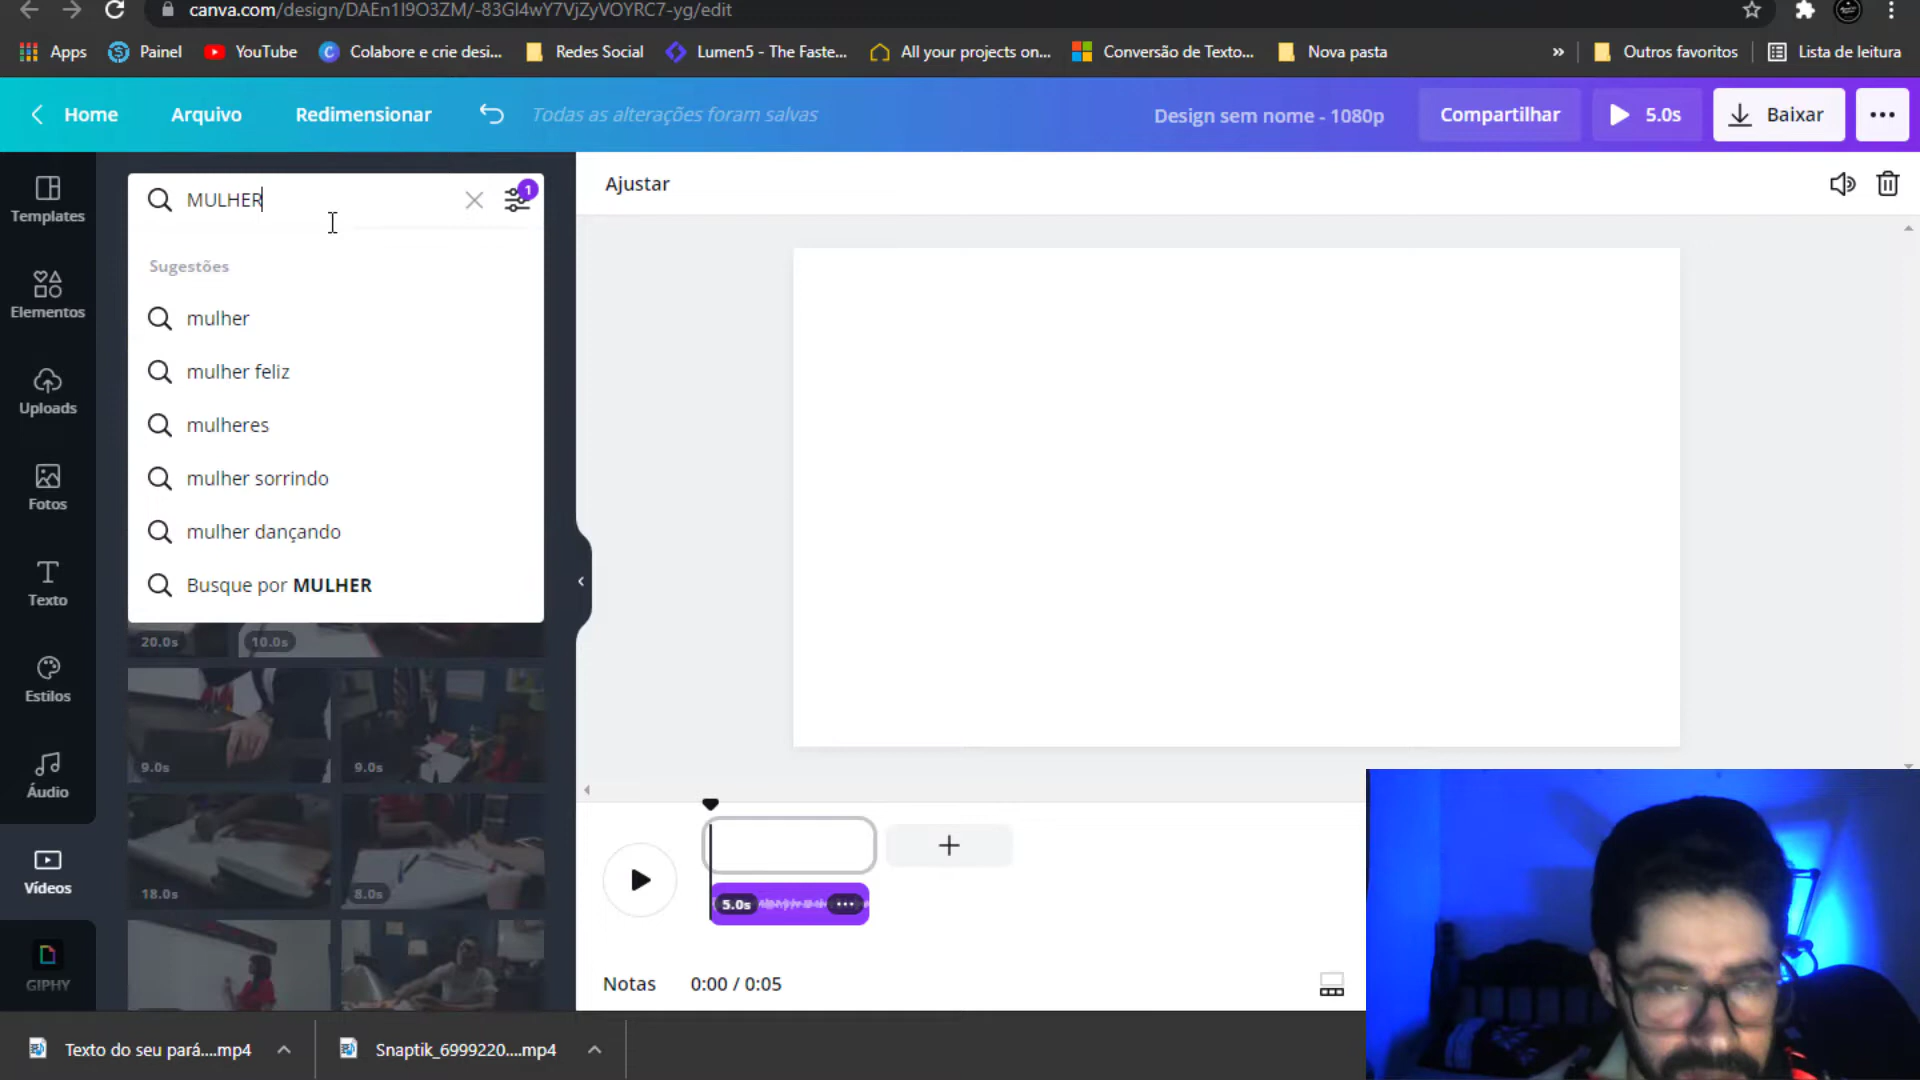 canva.com/design/DAEn1I9O3ZM/-83Gl4wY7VjZyVOYRC7-yg/edit
Apps Painel YouTube Colabore e crie desi... Redes Social Lumen5 - The Faste... All your projects on... Conversão de Texto... Nova pasta » Outros favoritos Lista de leitura
Home Arquivo Redimensionar Todas as alterações foram salvas Design sem nome - 1080p Compartilhar 5.0s Baixar
Templates
Elementos
Uploads
Fotos
Texto
Estilos
Áudio
Vídeos
GIPHY
MULHER
1
Sugestões
mulher
mulher feliz
mulheres
mulher sorrindo
mulher dançando
Busque por MULHER
20.0s 10.0s
9.0s 9.0s
18.0s 8.0s
Ajustar
5.0s
Notas 0:00 / 0:05
Texto do seu pará....mp4 Snaptik_6999220....mp4